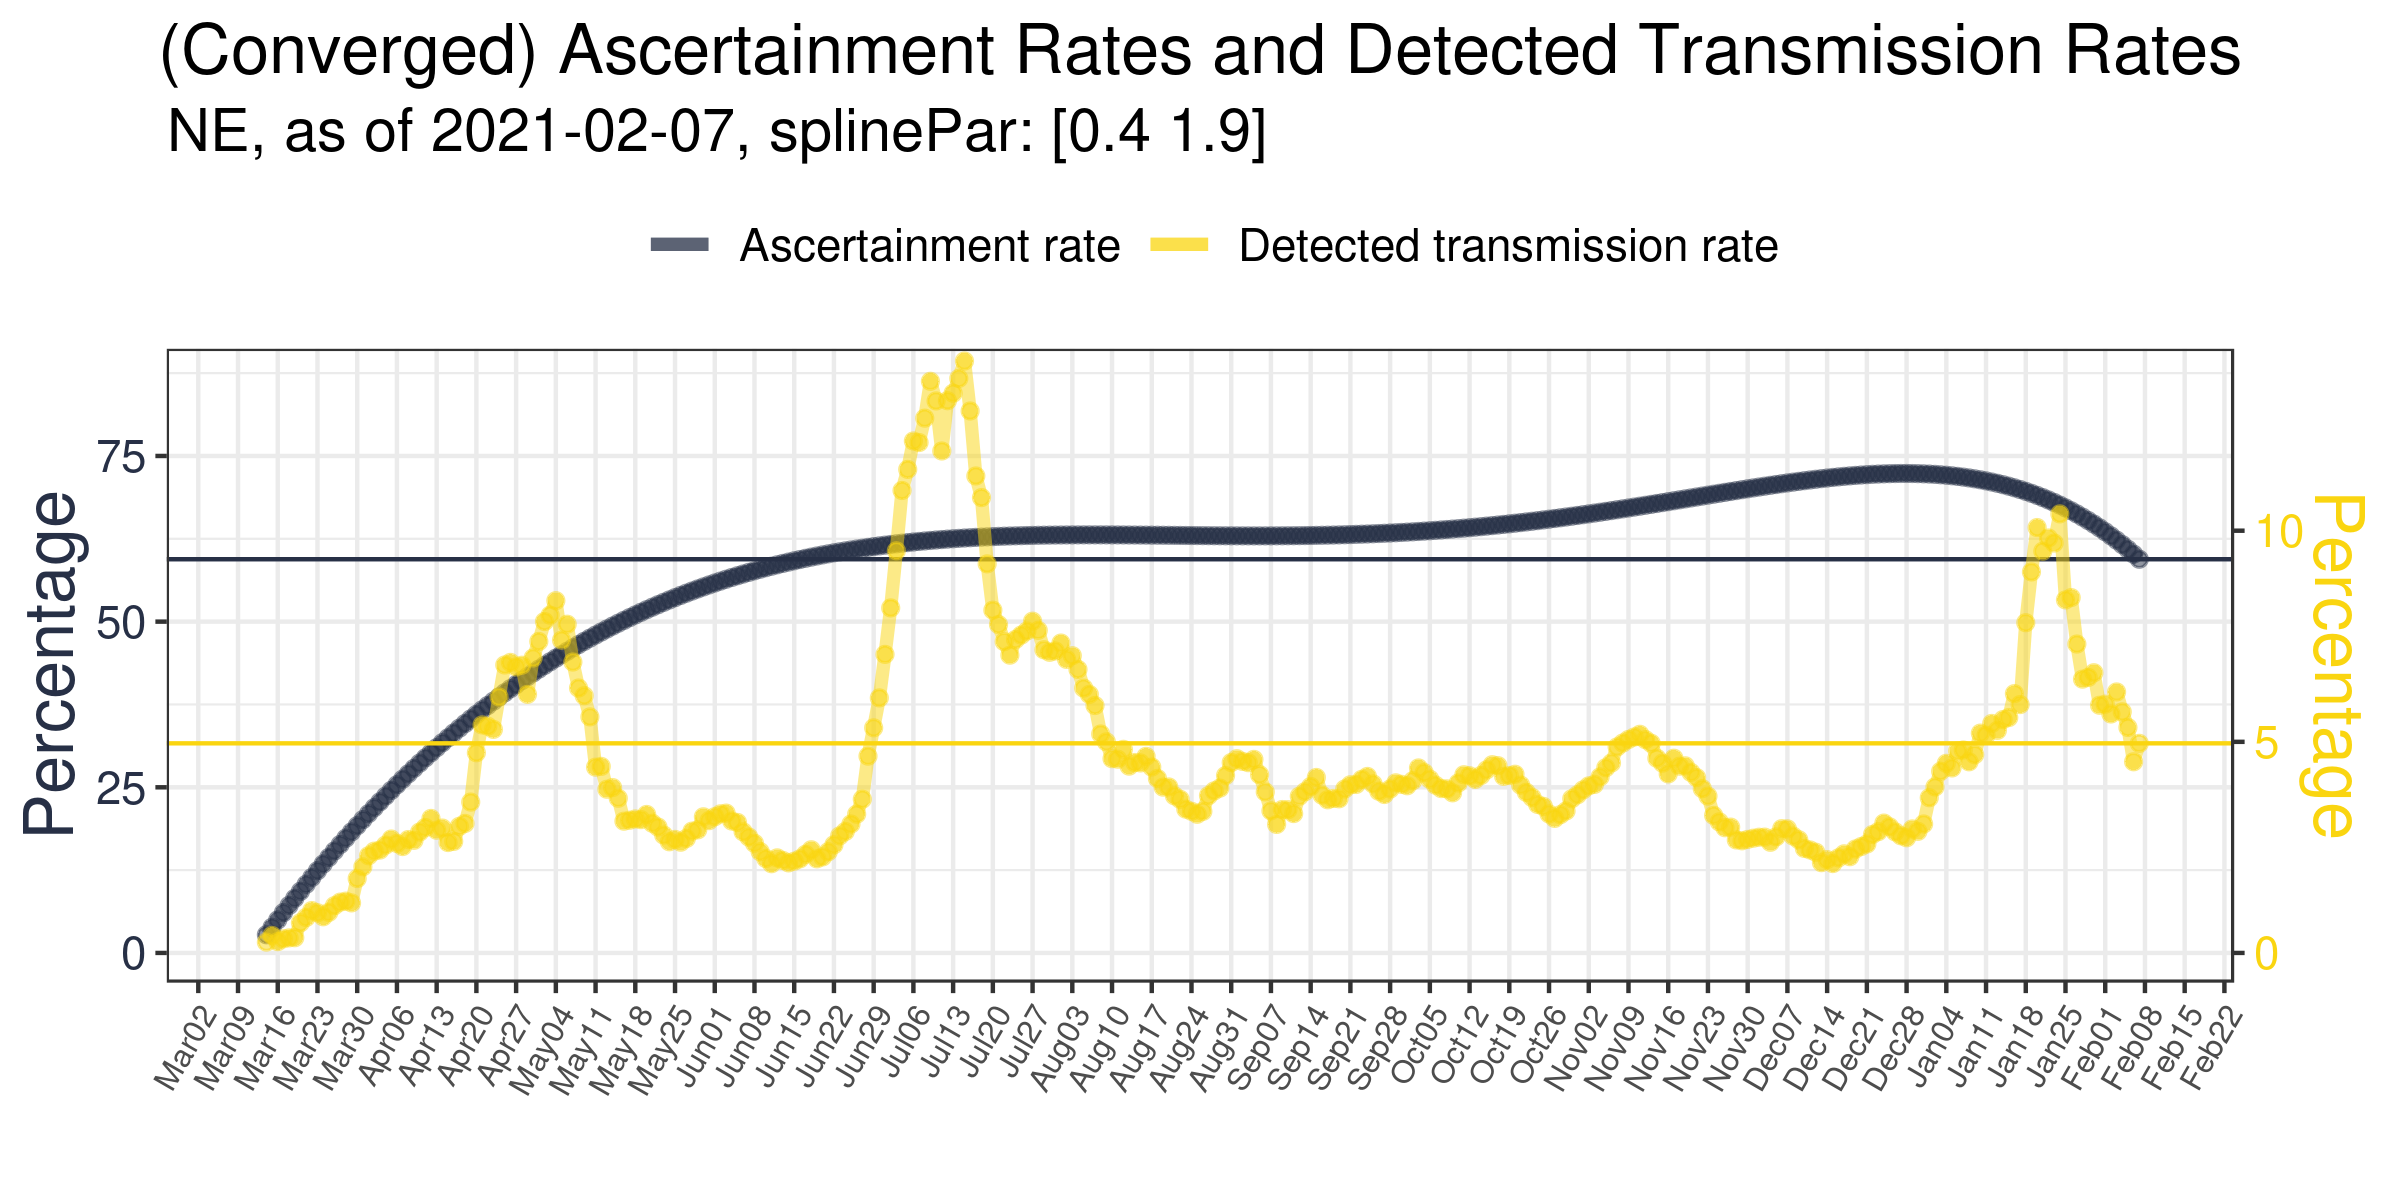 (Converged) Ascertainment Rates and Detected Transmission Rates
NE, as of 2021-02-07, splinePar: [0.4 1.9]
Ascertainment rate Detected transmission rate
Percentage
75
50
25
0
10
5
0
Percentage
Mar02 Mar09 Mar16 Mar23 Mar30 Apr06 Apr13 Apr20 Apr27 May04 May11 May18 May25 Jun01 Jun08 Jun15 Jun22 Jun29 Jul06 Jul13 Jul20 Jul27 Aug03 Aug10 Aug17 Aug24 Aug31 Sep07 Sep14 Sep21 Sep28 Oct05 Oct12 Oct19 Oct26 Nov02 Nov09 Nov16 Nov23 Nov30 Dec07 Dec14 Dec21 Dec28 Jan04 Jan11 Jan18 Jan25 Feb01 Feb08 Feb15 Feb22